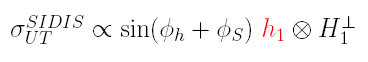 σ_{UT}^{SIDIS} ∝ sin(ϕ_h + ϕ_S) h_1 ⊗ H_1^⊥